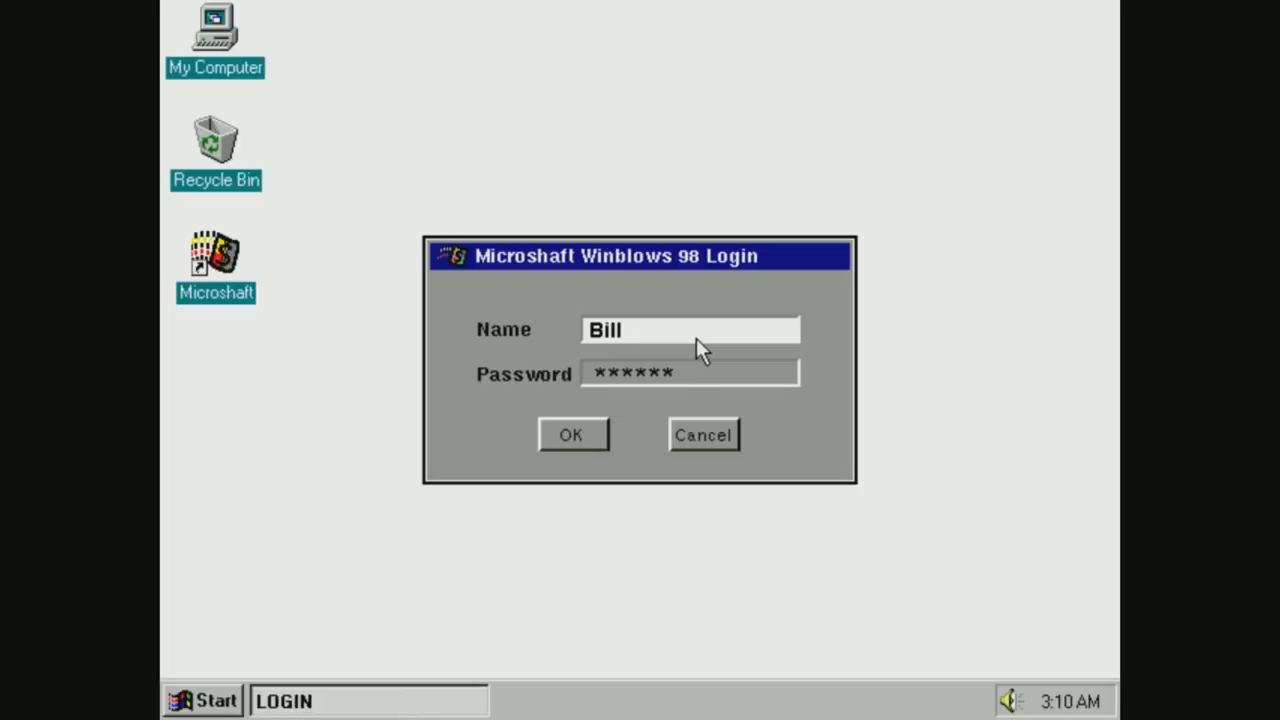 My Computer
Recycle Bin
Microshaft
Microshaft Winblows 98 Login
Name Bill
Password ******
OK Cancel
Start LOGIN 3:10 AM